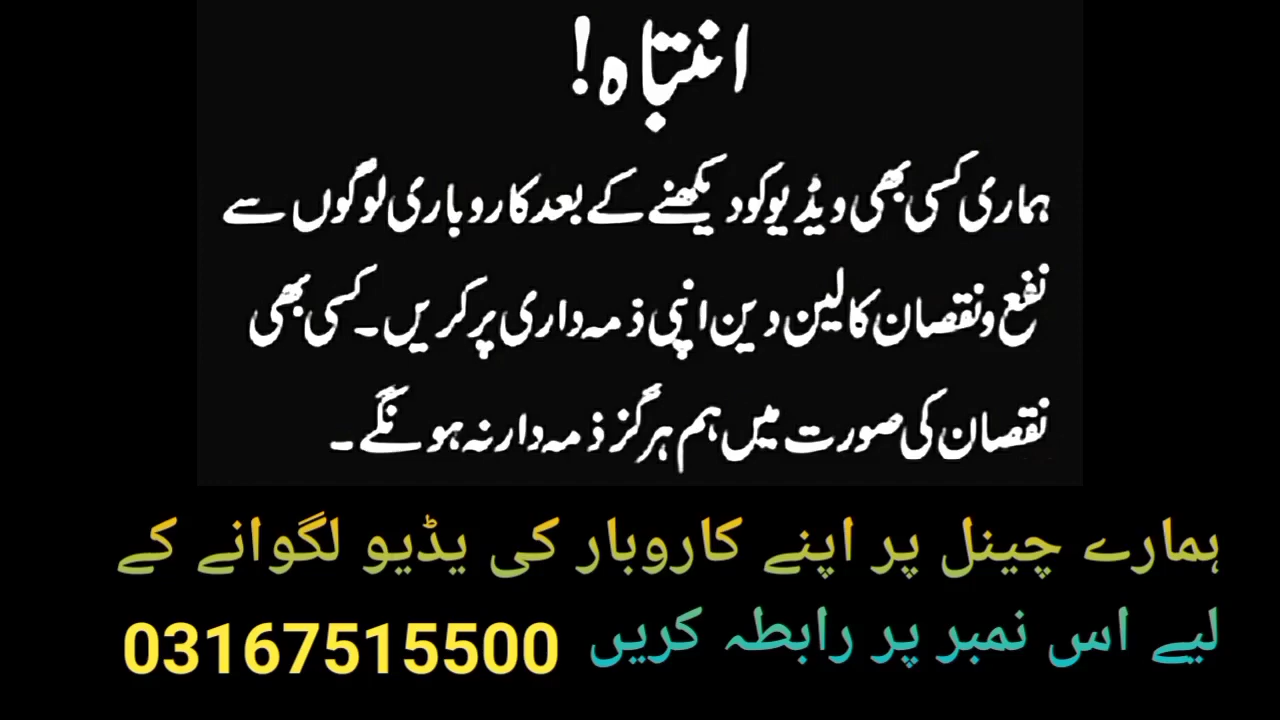 انتباہ!
ہماری کسی بھی ویڈیو کو دیکھنے کے بعد کاروباری لوگوں سے
نفع و نقصان کا لین دین اپنی ذمہ داری پر کریں۔ کسی بھی
نقصان کی صورت میں ہم ہرگز ذمہ دار نہ ہونگے۔
ہمارے چینل پر اپنے کاروبار کی یڈیو لگوانے کے
لیے اس نمبر پر رابطہ کریں 03167515500